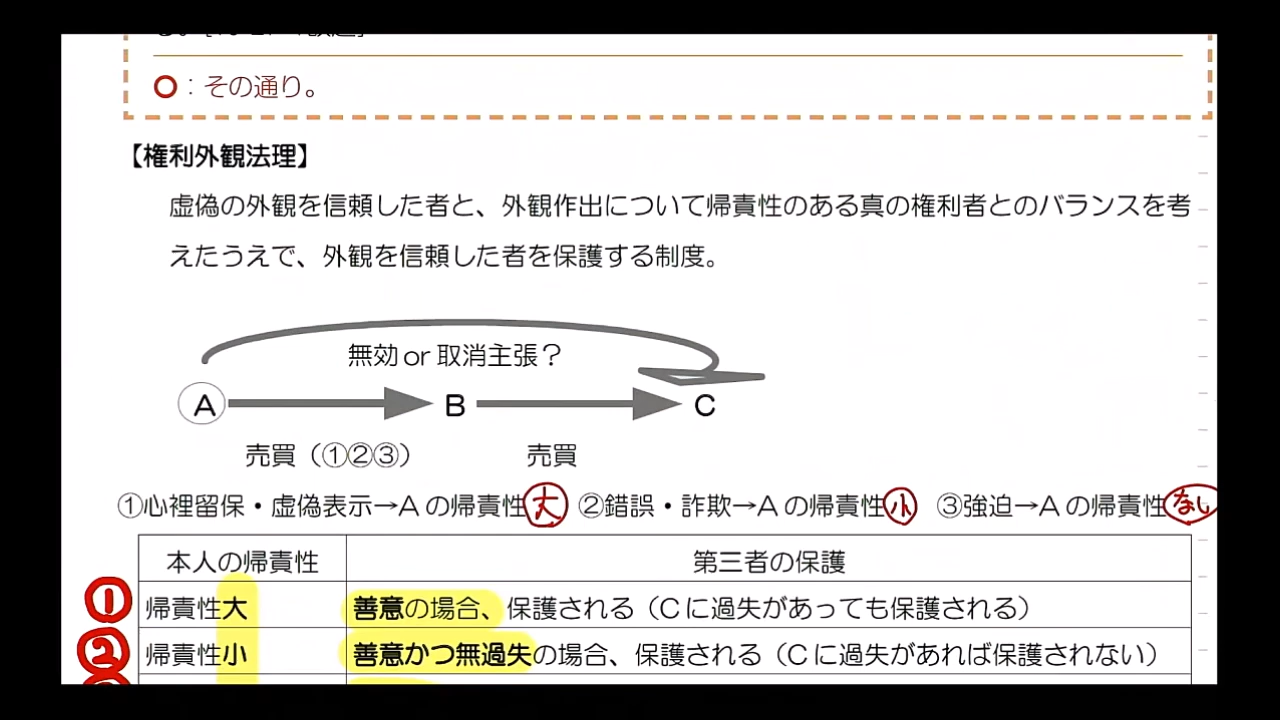 〇：その通り。
【権利外観法理】
虚偽の外観を信頼した者と、外観作出について帰責性のある真の権利者とのバランスを考
えたうえで、外観を信頼した者を保護する制度。
無効 or 取消主張？
A B C
売買（①②③） 売買
①心裡留保・虚偽表示→A の帰責性大 ②錯誤・詐欺→A の帰責性小 ③強迫→A の帰責性なし
本人の帰責性 第三者の保護
① 帰責性大 善意の場合、保護される（C に過失があっても保護される）
② 帰責性小 善意かつ無過失の場合、保護される（C に過失があれば保護されない）